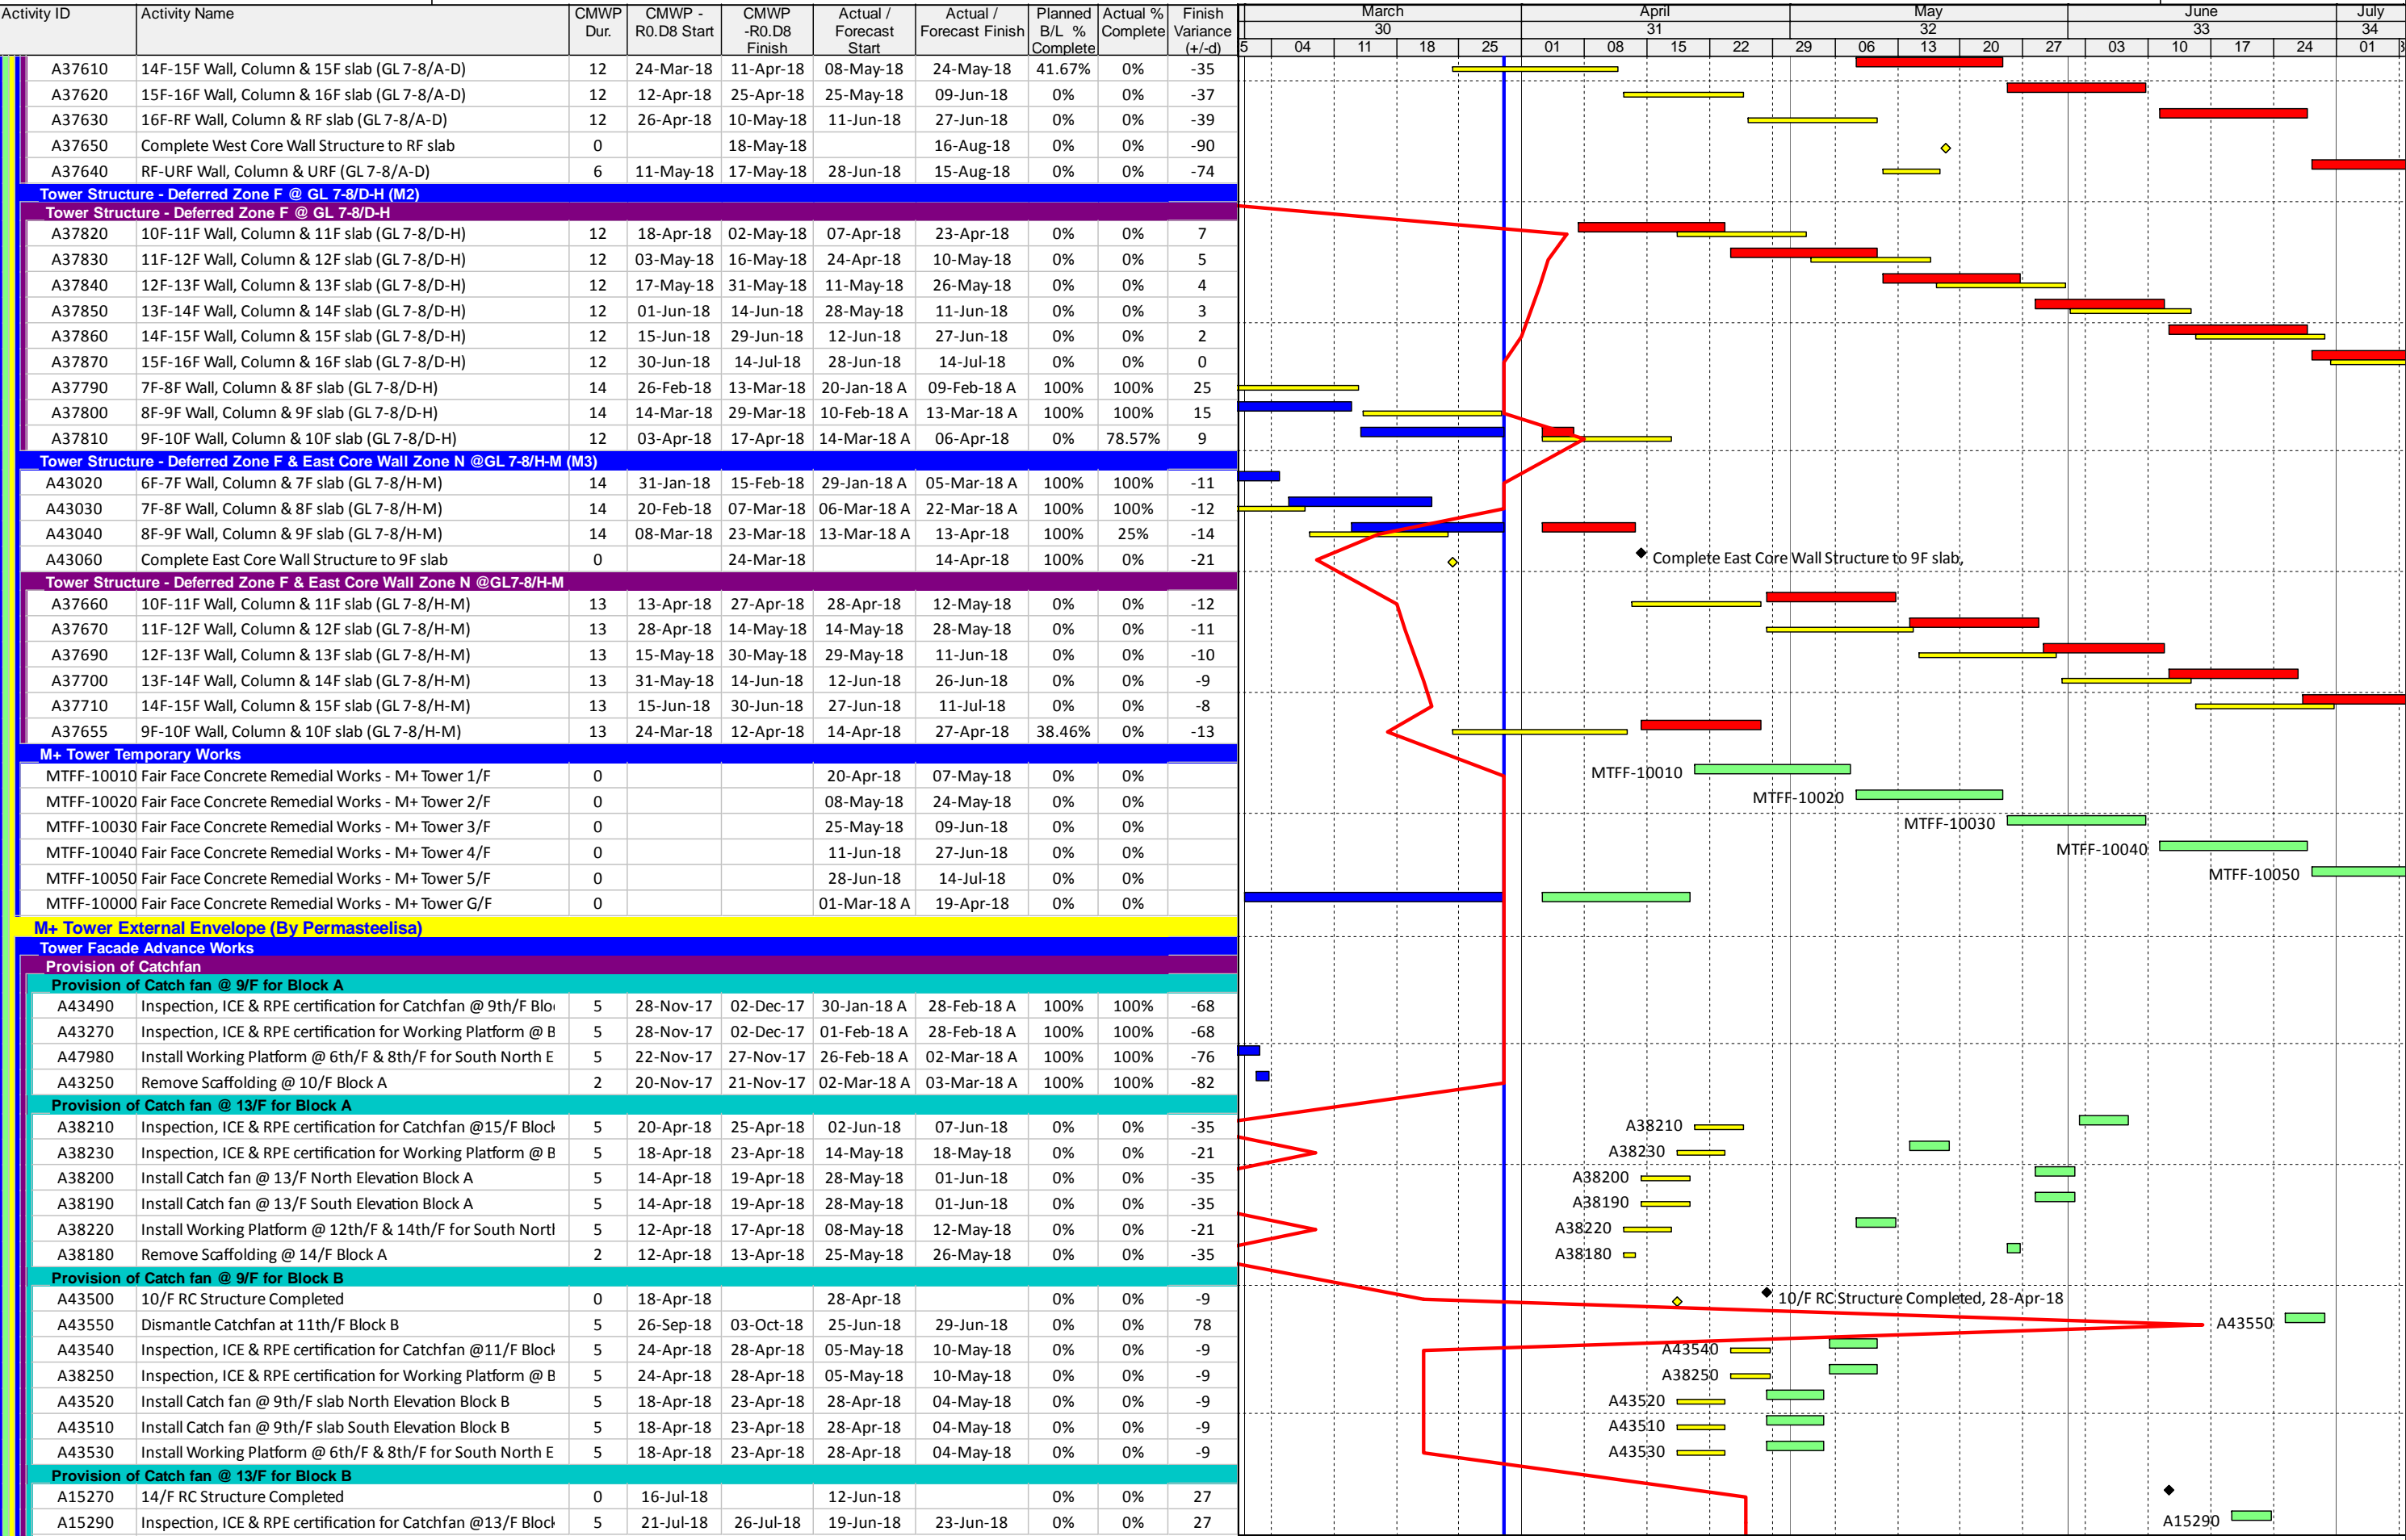 Activity ID Activity Name CMWP Dur. CMWP - R0.D8 Start CMWP -R0.D8 Finish Actual / Forecast Start Actual / Forecast Finish Planned B/L % Complete Actual % Complete Finish Variance (+/-d)
March April May June July
30 31 32 33 34
5 04 11 18 25 01 08 15 22 29 06 13 20 27 03 10 17 24 01
A37610 14F-15F Wall, Column & 15F slab (GL 7-8/A-D) 12 24-Mar-18 11-Apr-18 08-May-18 24-May-18 41.67% 0% -35
A37620 15F-16F Wall, Column & 16F slab (GL 7-8/A-D) 12 12-Apr-18 25-Apr-18 25-May-18 09-Jun-18 0% 0% -37
A37630 16F-RF Wall, Column & RF slab (GL 7-8/A-D) 12 26-Apr-18 10-May-18 11-Jun-18 27-Jun-18 0% 0% -39
A37650 Complete West Core Wall Structure to RF slab 0 18-May-18 16-Aug-18 0% 0% -90
A37640 RF-URF Wall, Column & URF (GL 7-8/A-D) 6 11-May-18 17-May-18 28-Jun-18 15-Aug-18 0% 0% -74
Tower Structure - Deferred Zone F @ GL 7-8/D-H (M2)
Tower Structure - Deferred Zone F @ GL 7-8/D-H
A37820 10F-11F Wall, Column & 11F slab (GL 7-8/D-H) 12 18-Apr-18 02-May-18 07-Apr-18 23-Apr-18 0% 0% 7
A37830 11F-12F Wall, Column & 12F slab (GL 7-8/D-H) 12 03-May-18 16-May-18 24-Apr-18 10-May-18 0% 0% 5
A37840 12F-13F Wall, Column & 13F slab (GL 7-8/D-H) 12 17-May-18 31-May-18 11-May-18 26-May-18 0% 0% 4
A37850 13F-14F Wall, Column & 14F slab (GL 7-8/D-H) 12 01-Jun-18 14-Jun-18 28-May-18 11-Jun-18 0% 0% 3
A37860 14F-15F Wall, Column & 15F slab (GL 7-8/D-H) 12 15-Jun-18 29-Jun-18 12-Jun-18 27-Jun-18 0% 0% 2
A37870 15F-16F Wall, Column & 16F slab (GL 7-8/D-H) 12 30-Jun-18 14-Jul-18 28-Jun-18 14-Jul-18 0% 0% 0
A37790 7F-8F Wall, Column & 8F slab (GL 7-8/D-H) 14 26-Feb-18 13-Mar-18 20-Jan-18 A 09-Feb-18 A 100% 100% 25
A37800 8F-9F Wall, Column & 9F slab (GL 7-8/D-H) 14 14-Mar-18 29-Mar-18 10-Feb-18 A 13-Mar-18 A 100% 100% 15
A37810 9F-10F Wall, Column & 10F slab (GL 7-8/D-H) 12 03-Apr-18 17-Apr-18 14-Mar-18 A 06-Apr-18 0% 78.57% 9
Tower Structure - Deferred Zone F & East Core Wall Zone N @GL 7-8/H-M (M3)
A43020 6F-7F Wall, Column & 7F slab (GL 7-8/H-M) 14 31-Jan-18 15-Feb-18 29-Jan-18 A 05-Mar-18 A 100% 100% -11
A43030 7F-8F Wall, Column & 8F slab (GL 7-8/H-M) 14 20-Feb-18 07-Mar-18 06-Mar-18 A 22-Mar-18 A 100% 100% -12
A43040 8F-9F Wall, Column & 9F slab (GL 7-8/H-M) 14 08-Mar-18 23-Mar-18 13-Mar-18 A 13-Apr-18 100% 25% -14
A43060 Complete East Core Wall Structure to 9F slab 0 24-Mar-18 14-Apr-18 100% 0% -21 Complete East Core Wall Structure to 9F slab,
Tower Structure - Deferred Zone F & East Core Wall Zone N @GL7-8/H-M
A37660 10F-11F Wall, Column & 11F slab (GL 7-8/H-M) 13 13-Apr-18 27-Apr-18 28-Apr-18 12-May-18 0% 0% -12
A37670 11F-12F Wall, Column & 12F slab (GL 7-8/H-M) 13 28-Apr-18 14-May-18 14-May-18 28-May-18 0% 0% -11
A37690 12F-13F Wall, Column & 13F slab (GL 7-8/H-M) 13 15-May-18 30-May-18 29-May-18 11-Jun-18 0% 0% -10
A37700 13F-14F Wall, Column & 14F slab (GL 7-8/H-M) 13 31-May-18 14-Jun-18 12-Jun-18 26-Jun-18 0% 0% -9
A37710 14F-15F Wall, Column & 15F slab (GL 7-8/H-M) 13 15-Jun-18 30-Jun-18 27-Jun-18 11-Jul-18 0% 0% -8
A37655 9F-10F Wall, Column & 10F slab (GL 7-8/H-M) 13 24-Mar-18 12-Apr-18 14-Apr-18 27-Apr-18 38.46% 0% -13
M+ Tower Temporary Works
MTFF-10010 Fair Face Concrete Remedial Works - M+ Tower 1/F 0 20-Apr-18 07-May-18 0% 0% MTFF-10010
MTFF-10020 Fair Face Concrete Remedial Works - M+ Tower 2/F 0 08-May-18 24-May-18 0% 0% MTFF-10020
MTFF-10030 Fair Face Concrete Remedial Works - M+ Tower 3/F 0 25-May-18 09-Jun-18 0% 0% MTFF-10030
MTFF-10040 Fair Face Concrete Remedial Works - M+ Tower 4/F 0 11-Jun-18 27-Jun-18 0% 0% MTFF-10040
MTFF-10050 Fair Face Concrete Remedial Works - M+ Tower 5/F 0 28-Jun-18 14-Jul-18 0% 0% MTFF-10050
MTFF-10000 Fair Face Concrete Remedial Works - M+ Tower G/F 0 01-Mar-18 A 19-Apr-18 0% 0%
M+ Tower External Envelope (By Permasteelisa)
Tower Facade Advance Works
Provision of Catchfan
Provision of Catch fan @ 9/F for Block A
A43490 Inspection, ICE & RPE certification for Catchfan @ 9th/F Blo 5 28-Nov-17 02-Dec-17 30-Jan-18 A 28-Feb-18 A 100% 100% -68
A43270 Inspection, ICE & RPE certification for Working Platform @ B 5 28-Nov-17 02-Dec-17 01-Feb-18 A 28-Feb-18 A 100% 100% -68
A47980 Install Working Platform @ 6th/F & 8th/F for South North E 5 22-Nov-17 27-Nov-17 26-Feb-18 A 02-Mar-18 A 100% 100% -76
A43250 Remove Scaffolding @ 10/F Block A 2 20-Nov-17 21-Nov-17 02-Mar-18 A 03-Mar-18 A 100% 100% -82
Provision of Catch fan @ 13/F for Block A
A38210 Inspection, ICE & RPE certification for Catchfan @15/F Block 5 20-Apr-18 25-Apr-18 02-Jun-18 07-Jun-18 0% 0% -35 A38210
A38230 Inspection, ICE & RPE certification for Working Platform @ B 5 18-Apr-18 23-Apr-18 14-May-18 18-May-18 0% 0% -21 A38230
A38200 Install Catch fan @ 13/F North Elevation Block A 5 14-Apr-18 19-Apr-18 28-May-18 01-Jun-18 0% 0% -35 A38200
A38190 Install Catch fan @ 13/F South Elevation Block A 5 14-Apr-18 19-Apr-18 28-May-18 01-Jun-18 0% 0% -35 A38190
A38220 Install Working Platform @ 12th/F & 14th/F for South North 5 12-Apr-18 17-Apr-18 08-May-18 12-May-18 0% 0% -21 A38220
A38180 Remove Scaffolding @ 14/F Block A 2 12-Apr-18 13-Apr-18 25-May-18 26-May-18 0% 0% -35 A38180
Provision of Catch fan @ 9/F for Block B
A43500 10/F RC Structure Completed 0 18-Apr-18 28-Apr-18 0% 0% -9 10/F RC Structure Completed, 28-Apr-18
A43550 Dismantle Catchfan at 11th/F Block B 5 26-Sep-18 03-Oct-18 25-Jun-18 29-Jun-18 0% 0% 78 A43550
A43540 Inspection, ICE & RPE certification for Catchfan @11/F Block 5 24-Apr-18 28-Apr-18 05-May-18 10-May-18 0% 0% -9 A43540
A38250 Inspection, ICE & RPE certification for Working Platform @ B 5 24-Apr-18 28-Apr-18 05-May-18 10-May-18 0% 0% -9 A38250
A43520 Install Catch fan @ 9th/F slab North Elevation Block B 5 18-Apr-18 23-Apr-18 28-Apr-18 04-May-18 0% 0% -9 A43520
A43510 Install Catch fan @ 9th/F slab South Elevation Block B 5 18-Apr-18 23-Apr-18 28-Apr-18 04-May-18 0% 0% -9 A43510
A43530 Install Working Platform @ 6th/F & 8th/F for South North E 5 18-Apr-18 23-Apr-18 28-Apr-18 04-May-18 0% 0% -9 A43530
Provision of Catch fan @ 13/F for Block B
A15270 14/F RC Structure Completed 0 16-Jul-18 12-Jun-18 0% 0% 27
A15290 Inspection, ICE & RPE certification for Catchfan @13/F Block 5 21-Jul-18 26-Jul-18 19-Jun-18 23-Jun-18 0% 0% 27 A15290